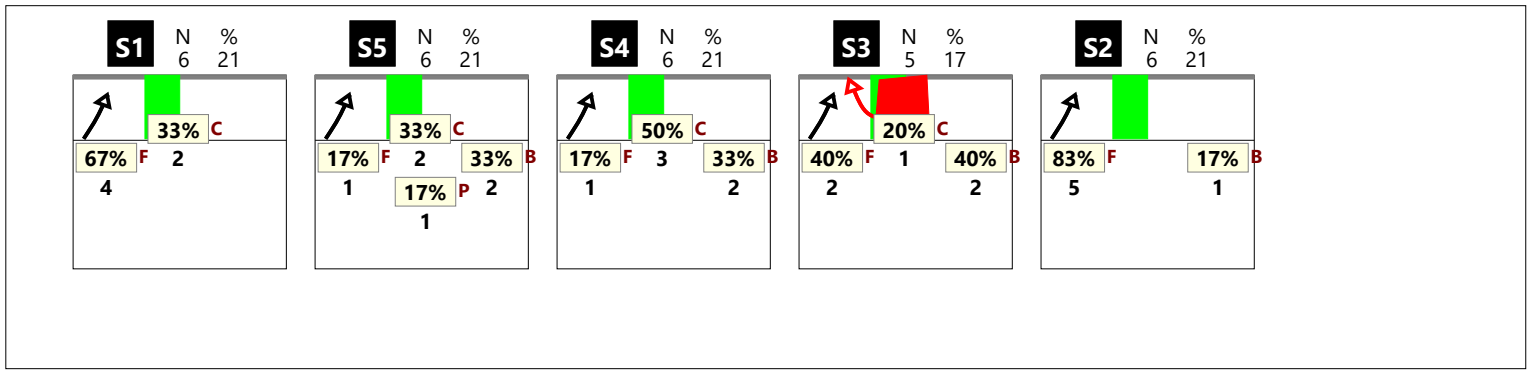 S1 N %
6 21
33% C
67% F 2
4
S5 N %
6 21
33% C
17% F 2 33% B
1 17% P 2
1
S4 N %
6 21
50% C
17% F 3 33% B
1 2
S3 N %
5 17
20% C
40% F 1 40% B
2 2
S2 N %
6 21
83% F 17% B
5 1